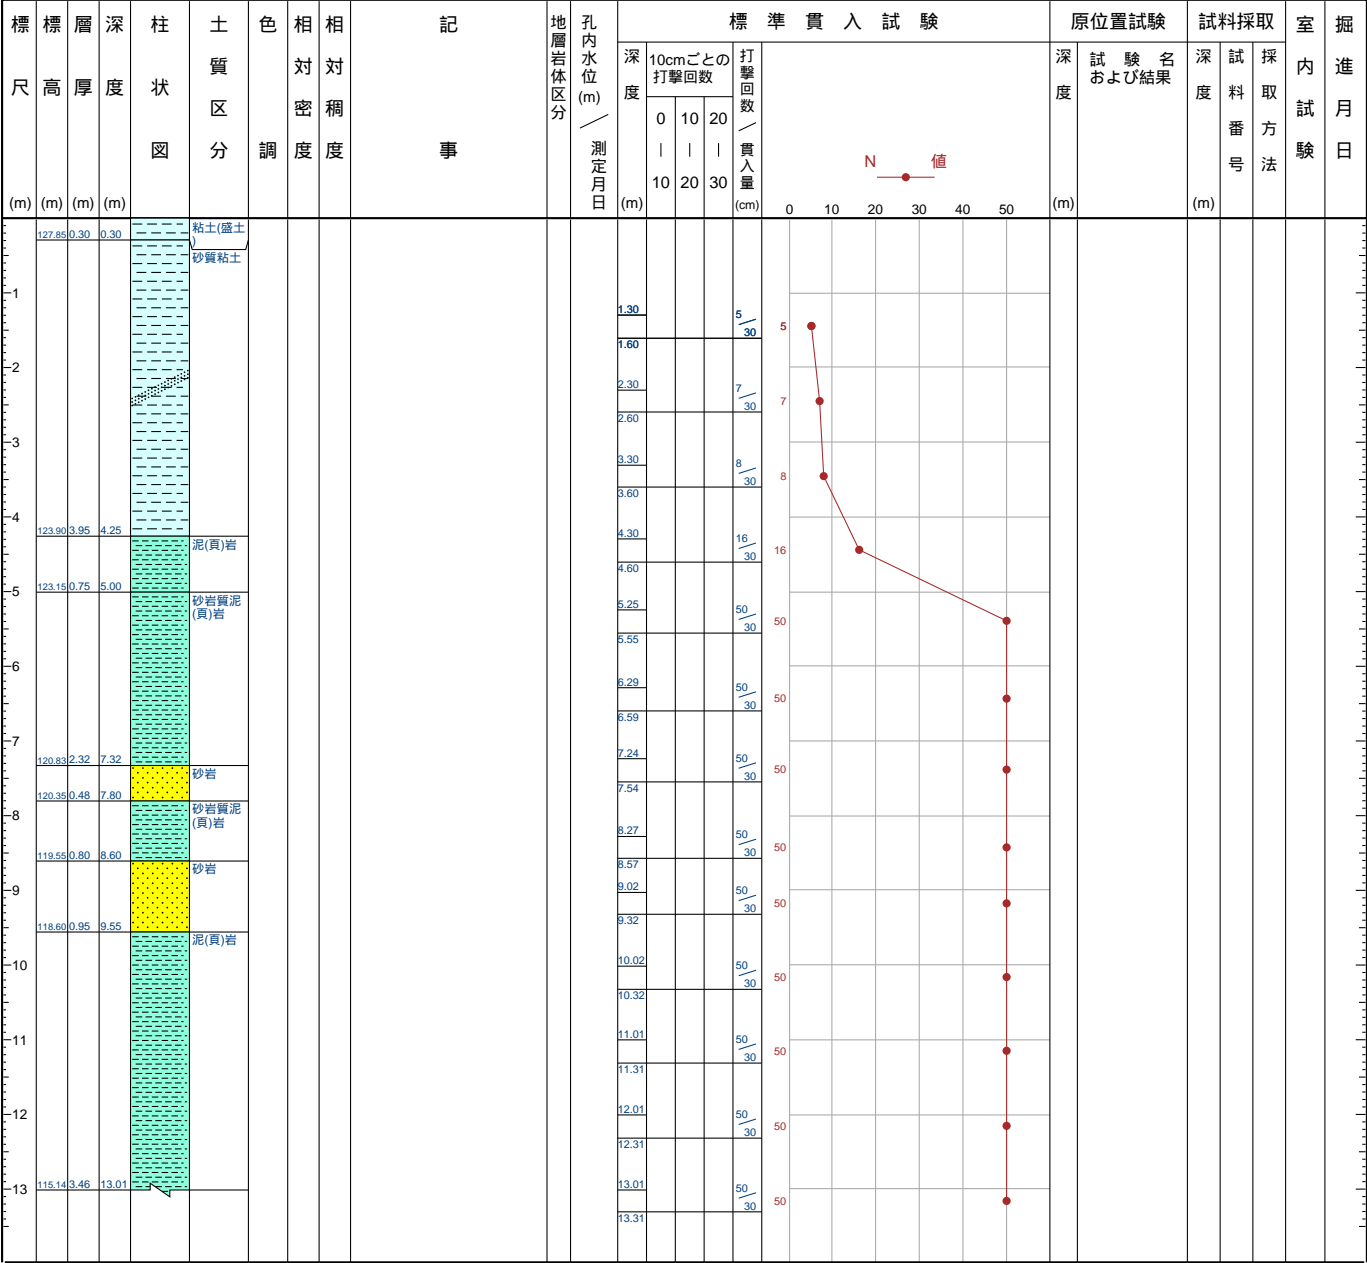 標尺(m)
標高(m)
層厚(m)
深度(m)
柱状図
土質区分
色調
相対密度
相対稠度
記事
地層岩体区分
孔内水位(m)／測定月日
標準貫入試験
深度(m)
10cmごとの
打撃回数
0 10 20
| | |
10 20 30
打撃回数／貫入量(cm)
N 値
0 10 20 30 40 50
原位置試験
深度(m)
試験名
および結果
試料採取
深度(m)
試料番号
採取方法
室内試験
掘進月日
粘土(盛土
)
127.85 0.30 0.30
砂質粘土
1
1.30 5
30 5
1.60
2
2.30 7
30 7
2.60
3
3.30 8
30 8
3.60
4
123.90 3.95 4.25
4.30 16
泥(頁)岩
30 16
4.60
123.15 0.75 5.00
5
砂岩質泥
(頁)岩
5.25 50
30 50
5.55
6
6.29 50
30 50
6.59
7
120.83 2.32 7.32
7.24 50
30 50
砂岩
7.54
120.35 0.48 7.80
砂岩質泥
(頁)岩
8
8.27 50
30 50
119.55 0.80 8.60
8.57
砂岩
9
9.02 50
30 50
9.32
118.60 0.95 9.55
泥(頁)岩
10
10.02 50
30 50
10.32
11
11.01 50
30 50
11.31
12
12.01 50
30 50
12.31
13
115.14 3.46 13.01
13.01 50
30 50
13.31